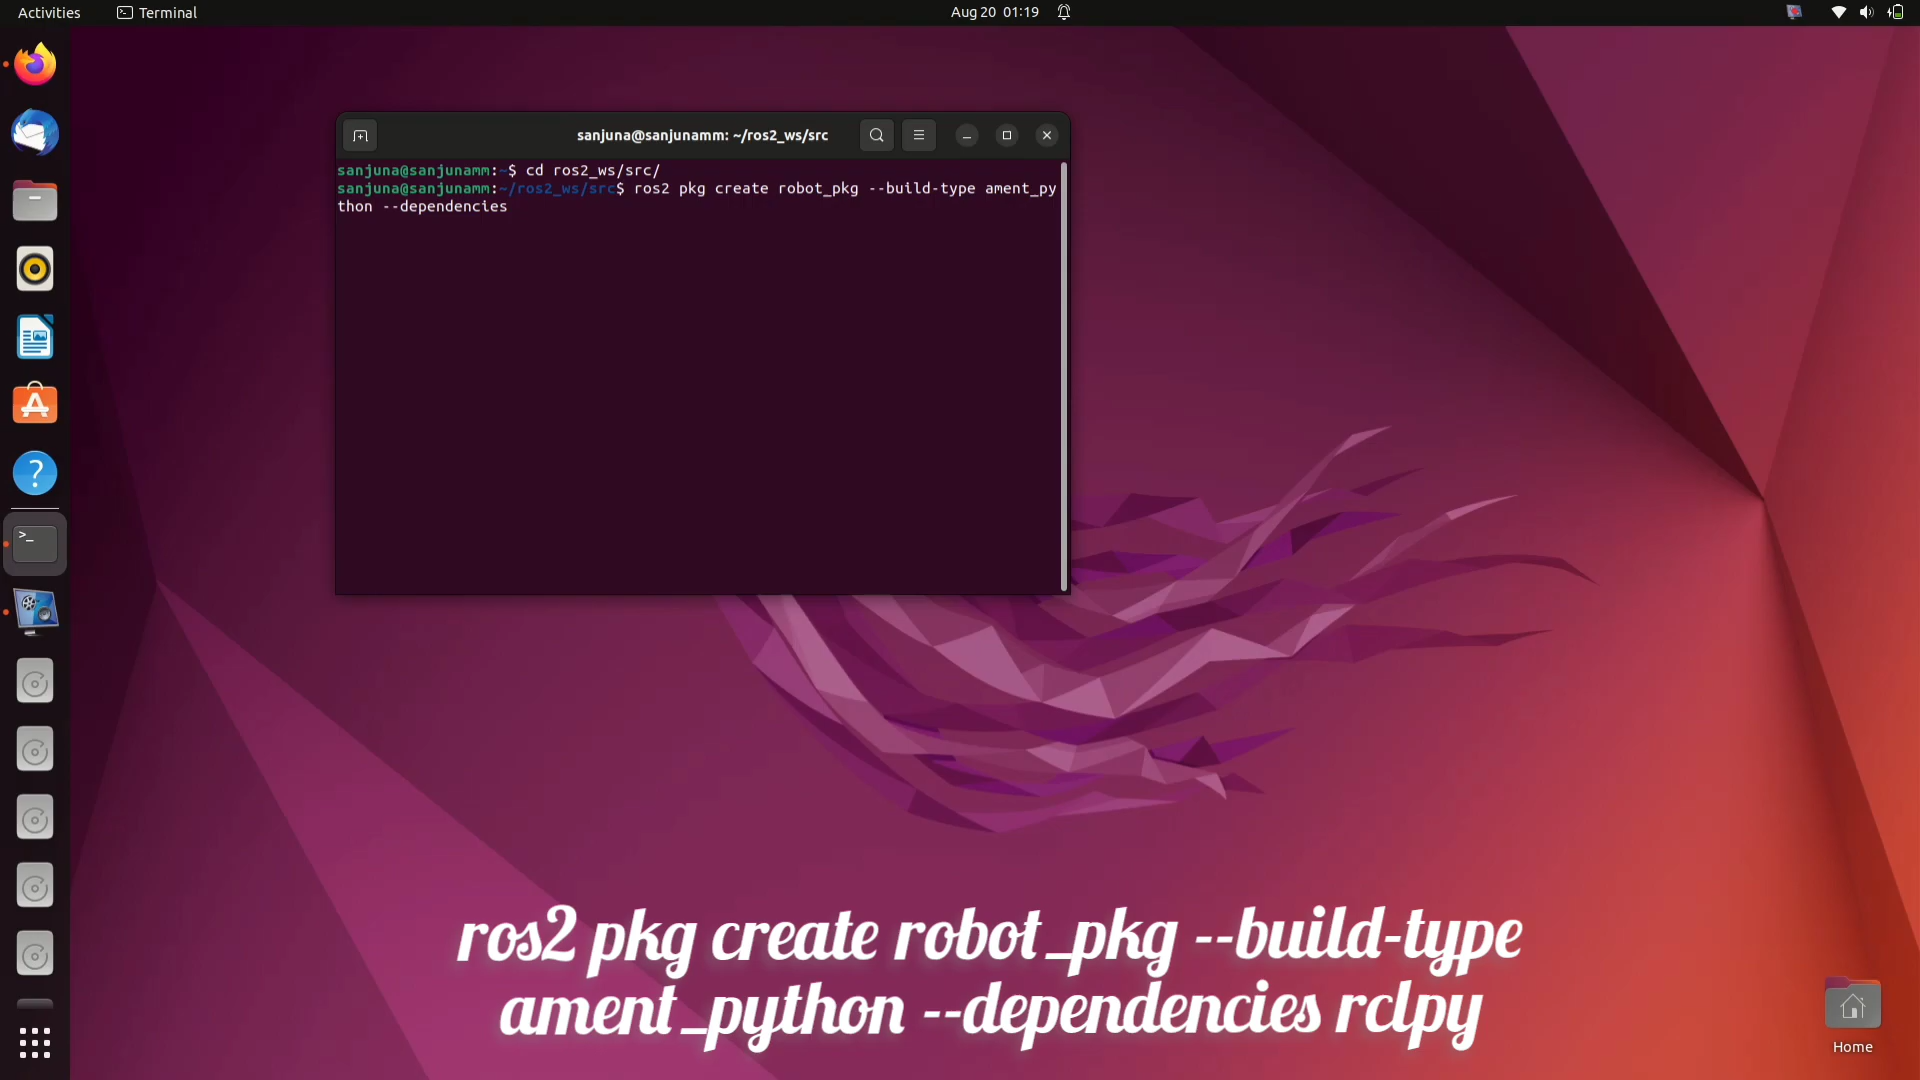 Activities
Terminal
Aug 20 01:19
sanjuna@sanjunamm: ~/ros2_ws/src
sanjuna@sanjunamm:~$ cd ros2_ws/src/
sanjuna@sanjunamm:~/ros2_ws/src$ ros2 pkg create robot_pkg --build-type ament_py
thon --dependencies
ros2 pkg create robot_pkg --build-type
ament_python --dependencies rclpy
Home